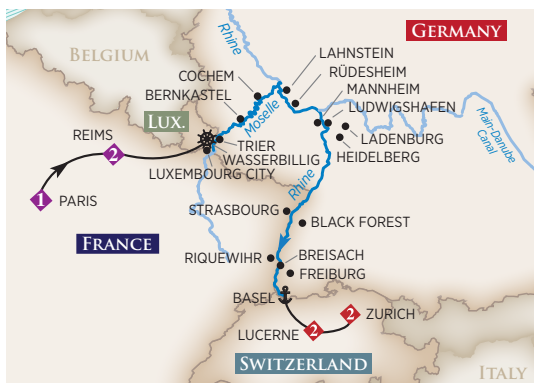 GERMANY
BELGIUM
Rhine
LAHNSTEIN
RÜDESHEIM
COCHEM
MANNHEIM
BERNKASTEL
LUDWIGSHAFEN
Moselle
LUX.
Main-Danube
Canal
REIMS
TRIER
LADENBURG
2
WASSERBILLIG
HEIDELBERG
LUXEMBOURG CITY
Rhine
1
PARIS
STRASBOURG
BLACK FOREST
FRANCE
RIQUEWIHR
BREISACH
FREIBURG
BASEL
ZURICH
2
LUCERNE
2
SWITZERLAND
ITALY